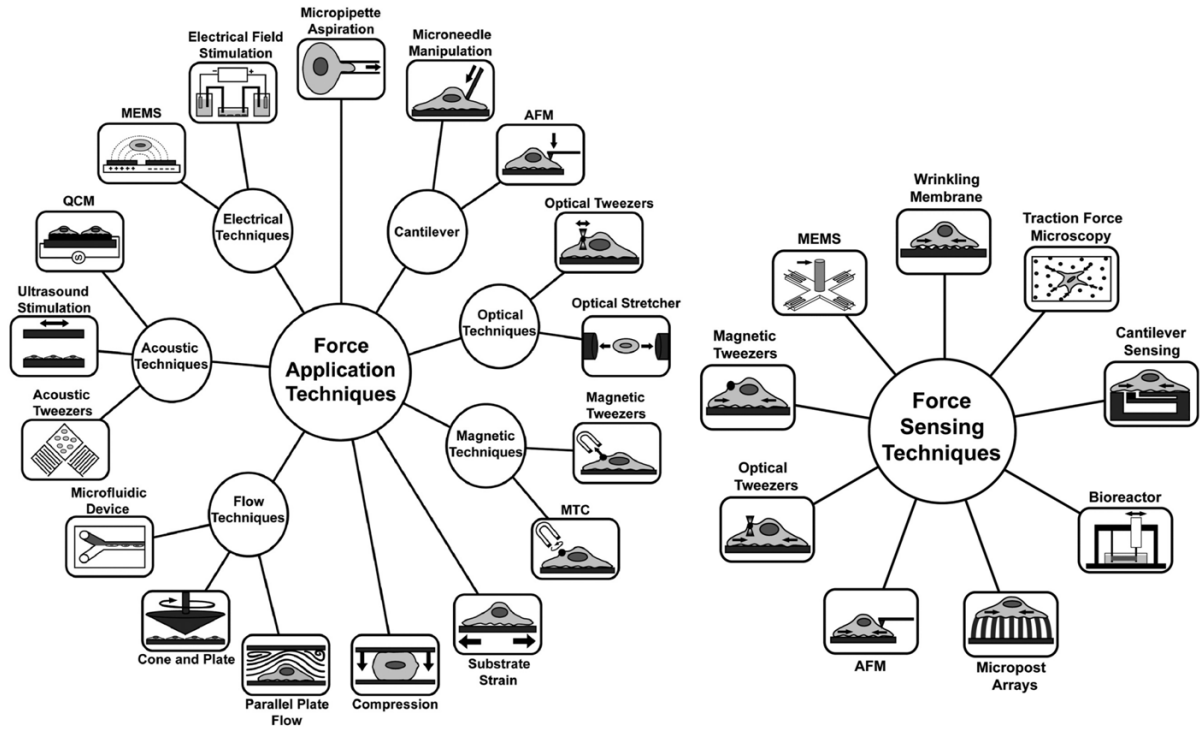 Micropipette
Aspiration
Electrical Field
Stimulation
Microneedle
Manipulation
MEMS
AFM
QCM
Electrical
Techniques
Cantilever
Optical Tweezers
Ultrasound
Stimulation
Acoustic
Techniques
Force
Application
Techniques
Optical
Techniques
Optical Stretcher
Acoustic
Tweezers
Magnetic
Techniques
Magnetic
Tweezers
Microfluidic
Device
Flow
Techniques
MTC
Cone and Plate
Parallel Plate
Flow
Compression
Substrate
Strain
Wrinkling
Membrane
MEMS
Traction Force
Microscopy
Magnetic
Tweezers
Cantilever
Sensing
Force
Sensing
Techniques
Optical
Tweezers
Bioreactor
AFM
Micropost
Arrays
− +
+ + + + + − − − −
S